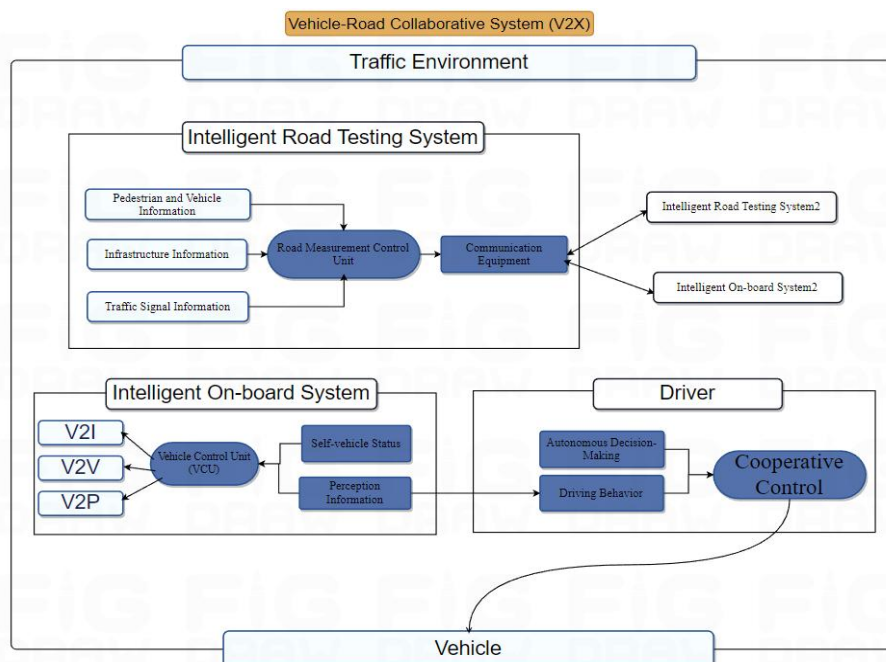 Vehicle-Road Collaborative System (V2X)
Traffic Environment
Intelligent Road Testing System
Pedestrian and Vehicle
Information
Infrastructure Information
Traffic Signal Information
Road Measurement Control
Unit
Communication
Equipment
Intelligent Road Testing System2
Intelligent On-board System2
Intelligent On-board System
V2I
V2V
V2P
Vehicle Control Unit
(VCU)
Self-vehicle Status
Perception
Information
Driver
Autonomous Decision-
Making
Driving Behavior
Cooperative
Control
Vehicle
FiG
DRAW